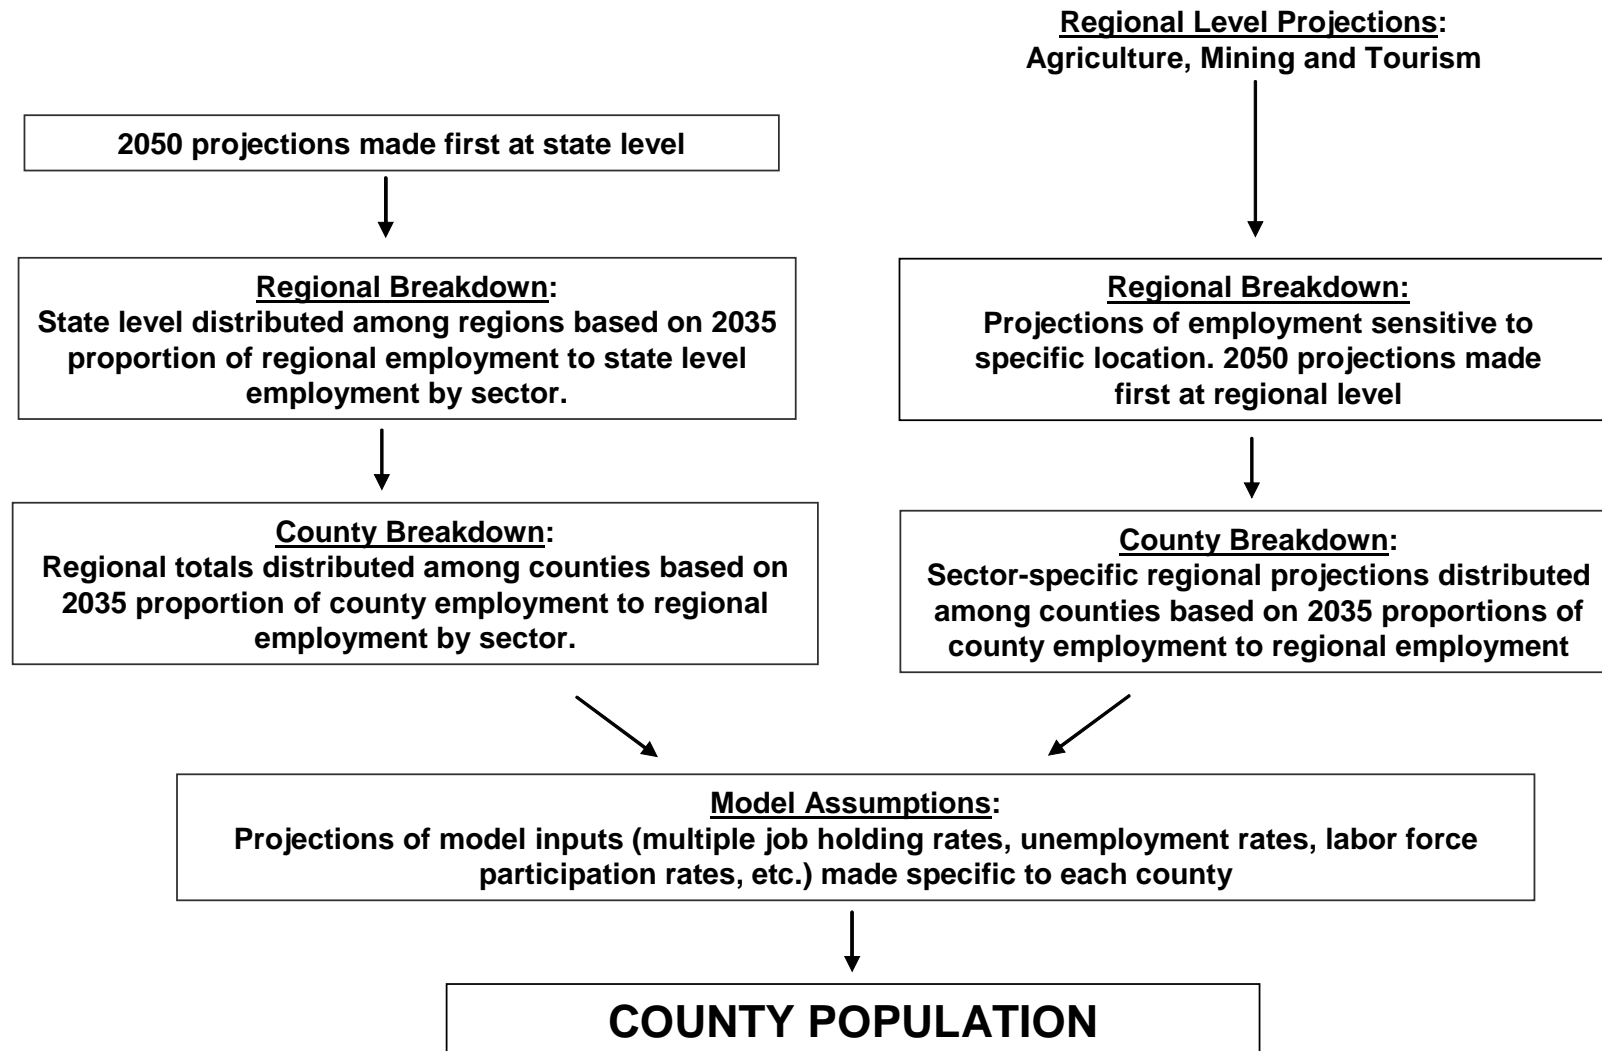 Regional Level Projections:
Agriculture, Mining and Tourism
2050 projections made first at state level
Regional Breakdown:
State level distributed among regions based on 2035
proportion of regional employment to state level
employment by sector.
Regional Breakdown:
Projections of employment sensitive to
specific location. 2050 projections made
first at regional level
County Breakdown:
Regional totals distributed among counties based on
2035 proportion of county employment to regional
employment by sector.
County Breakdown:
Sector-specific regional projections distributed
among counties based on 2035 proportions of
county employment to regional employment
Model Assumptions:
Projections of model inputs (multiple job holding rates, unemployment rates, labor force
participation rates, etc.) made specific to each county
COUNTY POPULATION